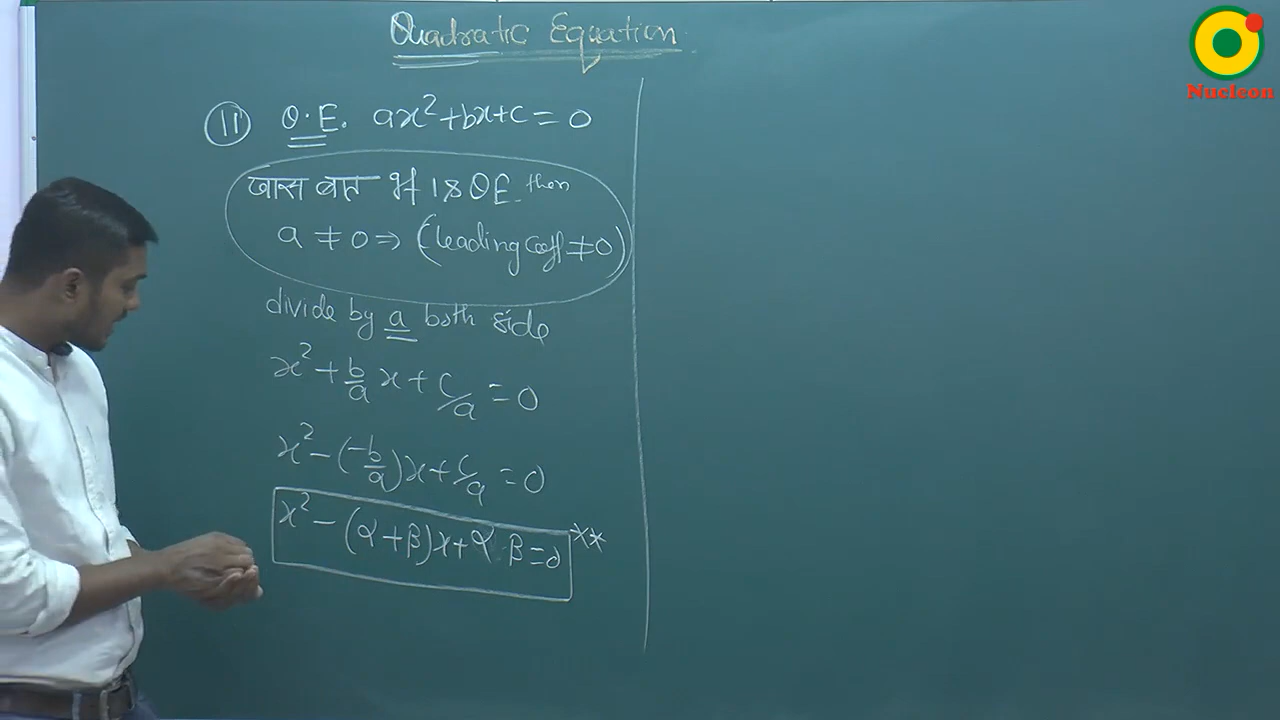 Quadratic Equation
Nucleon
(11) Q.E. ax²+bx+c=0
खास बात If is QE then
a ≠ 0 ⇒ (leading coeff ≠ 0)
divide by a both side
x² + b/a x + c/a = 0
x² - (-b/a)x + c/a = 0
x² - (α+β)x + α.β = 0 **